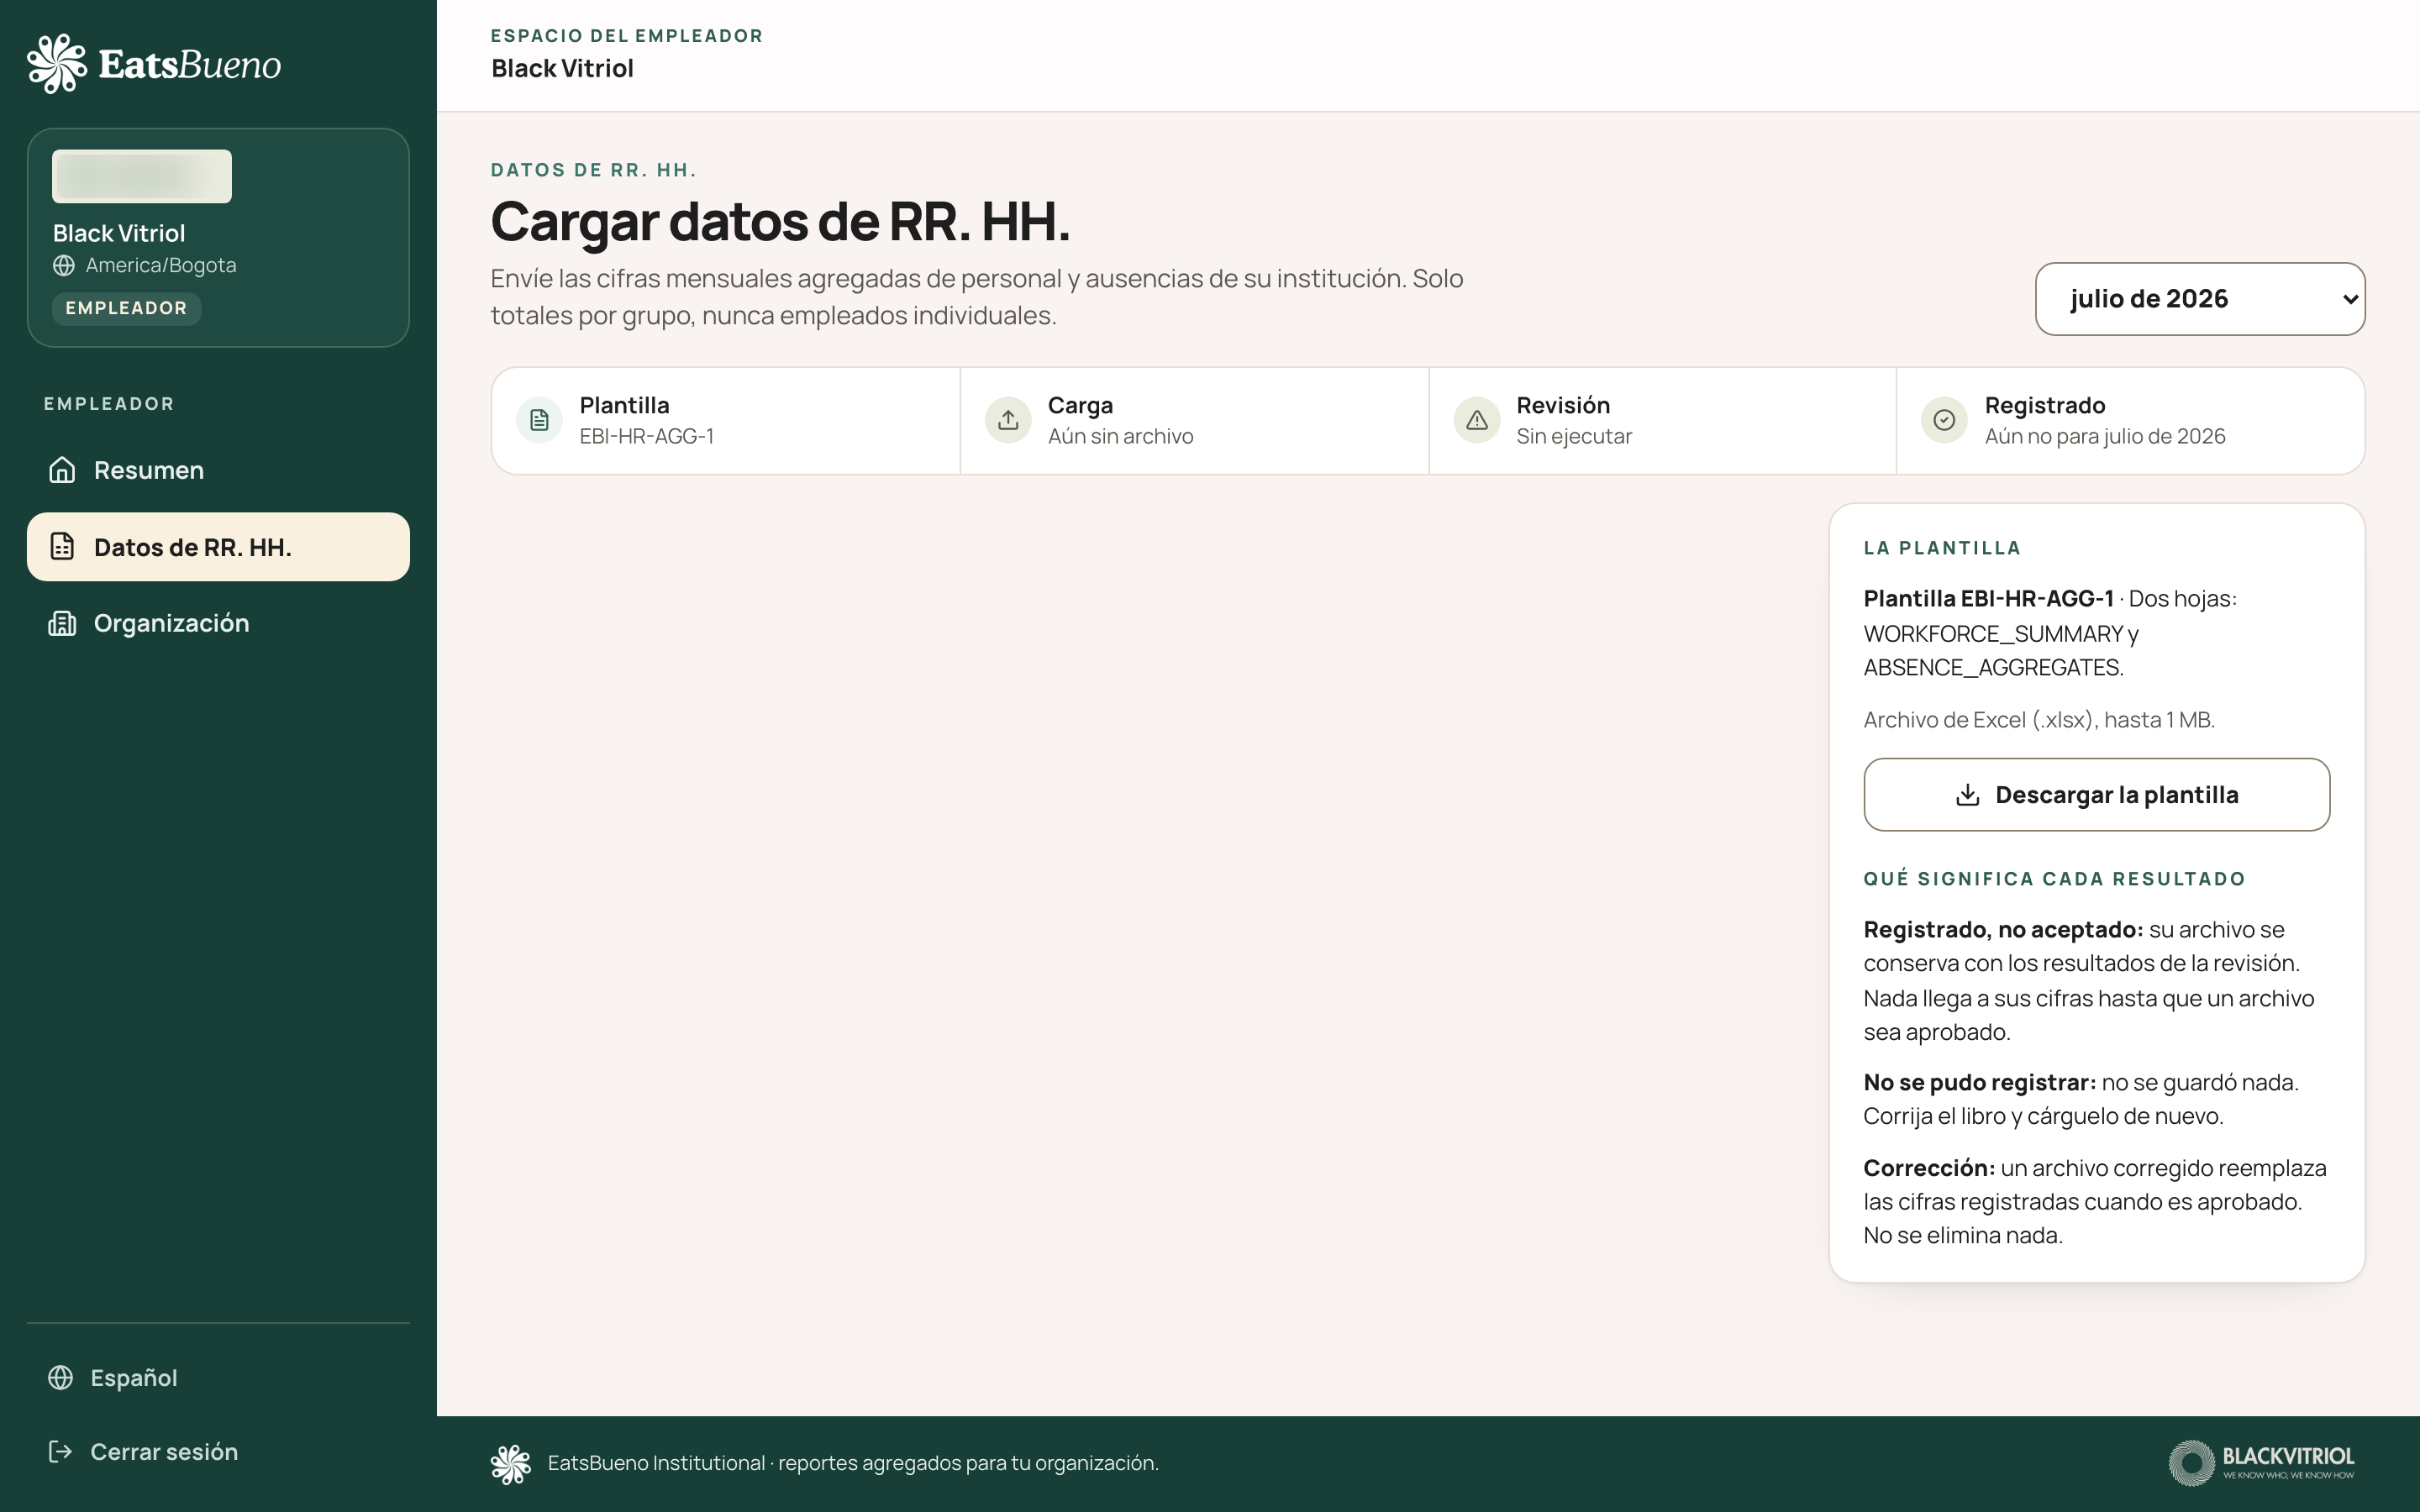 EatsBueno
Black Vitriol
America/Bogota
EMPLEADOR
EMPLEADOR
Resumen
Datos de RR. HH.
Organización
Español
Cerrar sesión
ESPACIO DEL EMPLEADOR
Black Vitriol
DATOS DE RR. HH.
Cargar datos de RR. HH.
Envíe las cifras mensuales agregadas de personal y ausencias de su institución. Solo
totales por grupo, nunca empleados individuales.
julio de 2026
Plantilla
EBI-HR-AGG-1
Carga
Aún sin archivo
Revisión
Sin ejecutar
Registrado
Aún no para julio de 2026
LA PLANTILLA
Plantilla EBI-HR-AGG-1 · Dos hojas:
WORKFORCE_SUMMARY y
ABSENCE_AGGREGATES.
Archivo de Excel (.xlsx), hasta 1 MB.
Descargar la plantilla
QUÉ SIGNIFICA CADA RESULTADO
Registrado, no aceptado: su archivo se
conserva con los resultados de la revisión.
Nada llega a sus cifras hasta que un archivo
sea aprobado.
No se pudo registrar: no se guardó nada.
Corrija el libro y cárguelo de nuevo.
Corrección: un archivo corregido reemplaza
las cifras registradas cuando es aprobado.
No se elimina nada.
EatsBueno Institutional · reportes agregados para tu organización.
BLACKVITRIOL
WE KNOW WHO, WE KNOW HOW